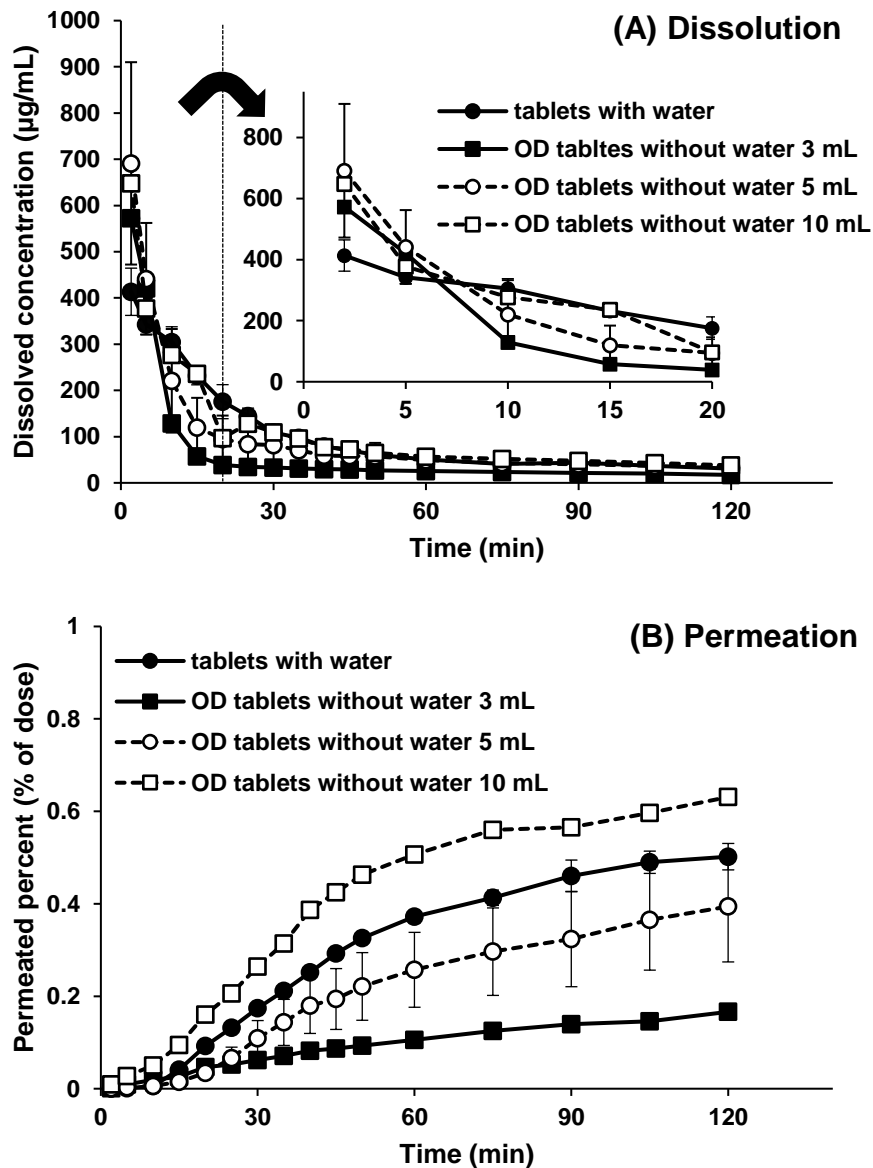 (A) Dissolution
Dissolved concentration (µg/mL)
1000
900
800
700
600
500
400
300
200
100
0
0 30 60 90 120
Time (min)
800
600
400
200
0
0 5 10 15 20
tablets with water
OD tabltes without water 3 mL
OD tablets without water 5 mL
OD tablets without water 10 mL
(B) Permeation
Permeated percent (% of dose)
1
0.8
0.6
0.4
0.2
0
0 30 60 90 120
Time (min)
tablets with water
OD tablets without water 3 mL
OD tablets without water 5 mL
OD tablets without water 10 mL